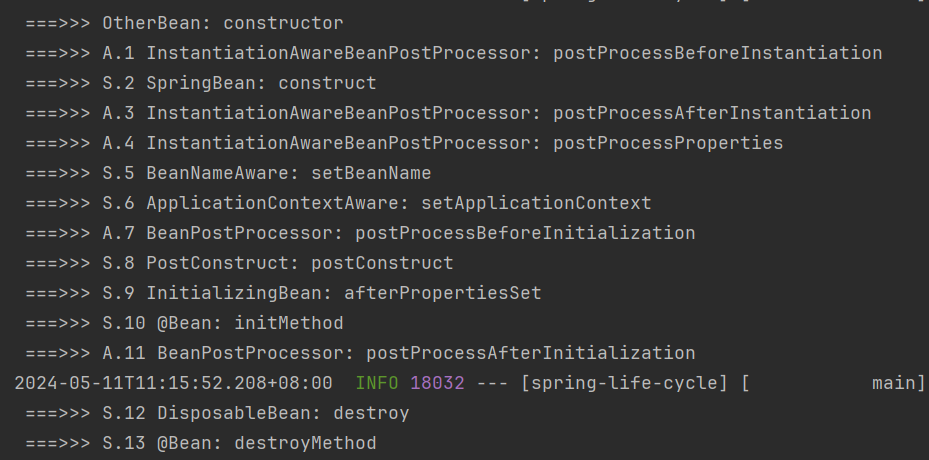 ===>>> OtherBean: constructor
===>>> A.1 InstantiationAwareBeanPostProcessor: postProcessBeforeInstantiation
===>>> S.2 SpringBean: construct
===>>> A.3 InstantiationAwareBeanPostProcessor: postProcessAfterInstantiation
===>>> A.4 InstantiationAwareBeanPostProcessor: postProcessProperties
===>>> S.5 BeanNameAware: setBeanName
===>>> S.6 ApplicationContextAware: setApplicationContext
===>>> A.7 BeanPostProcessor: postProcessBeforeInitialization
===>>> S.8 PostConstruct: postConstruct
===>>> S.9 InitializingBean: afterPropertiesSet
===>>> S.10 @Bean: initMethod
===>>> A.11 BeanPostProcessor: postProcessAfterInitialization
2024-05-11T11:15:52.208+08:00  INFO 18032 --- [spring-life-cycle] [           main]
===>>> S.12 DisposableBean: destroy
===>>> S.13 @Bean: destroyMethod